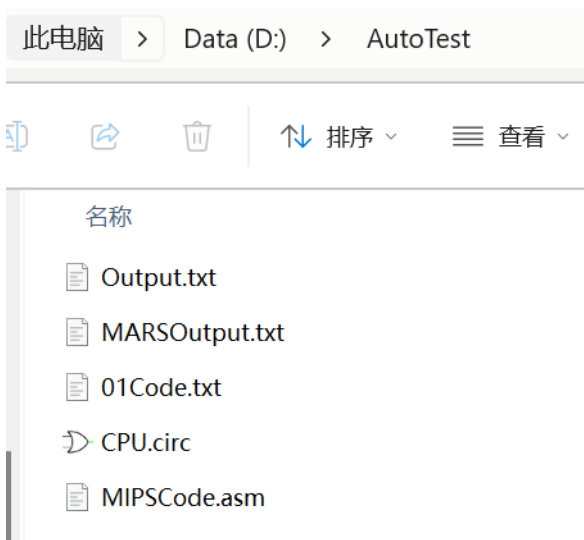 此电脑 > Data (D:) > AutoTest
排序 查看
名称
Output.txt
MARSOutput.txt
01Code.txt
CPU.circ
MIPSCode.asm